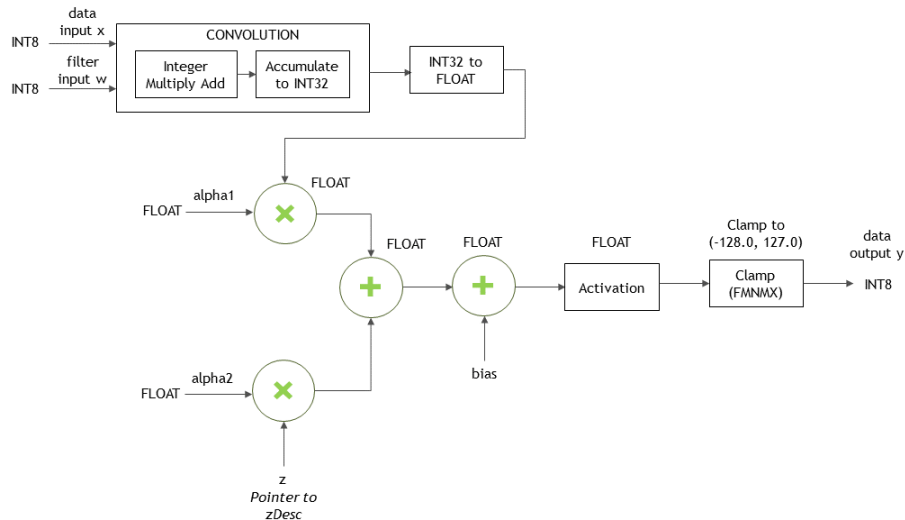 data
input x
INT8
filter
input w
INT8
CONVOLUTION
Integer
Multiply Add
Accumulate
to INT32
INT32 to
FLOAT
FLOAT
alpha1
FLOAT
FLOAT
FLOAT
FLOAT
Activation
Clamp to
(-128.0, 127.0)
Clamp
(FMNMX)
data
output y
INT8
bias
FLOAT
alpha2
z
Pointer to
zDesc